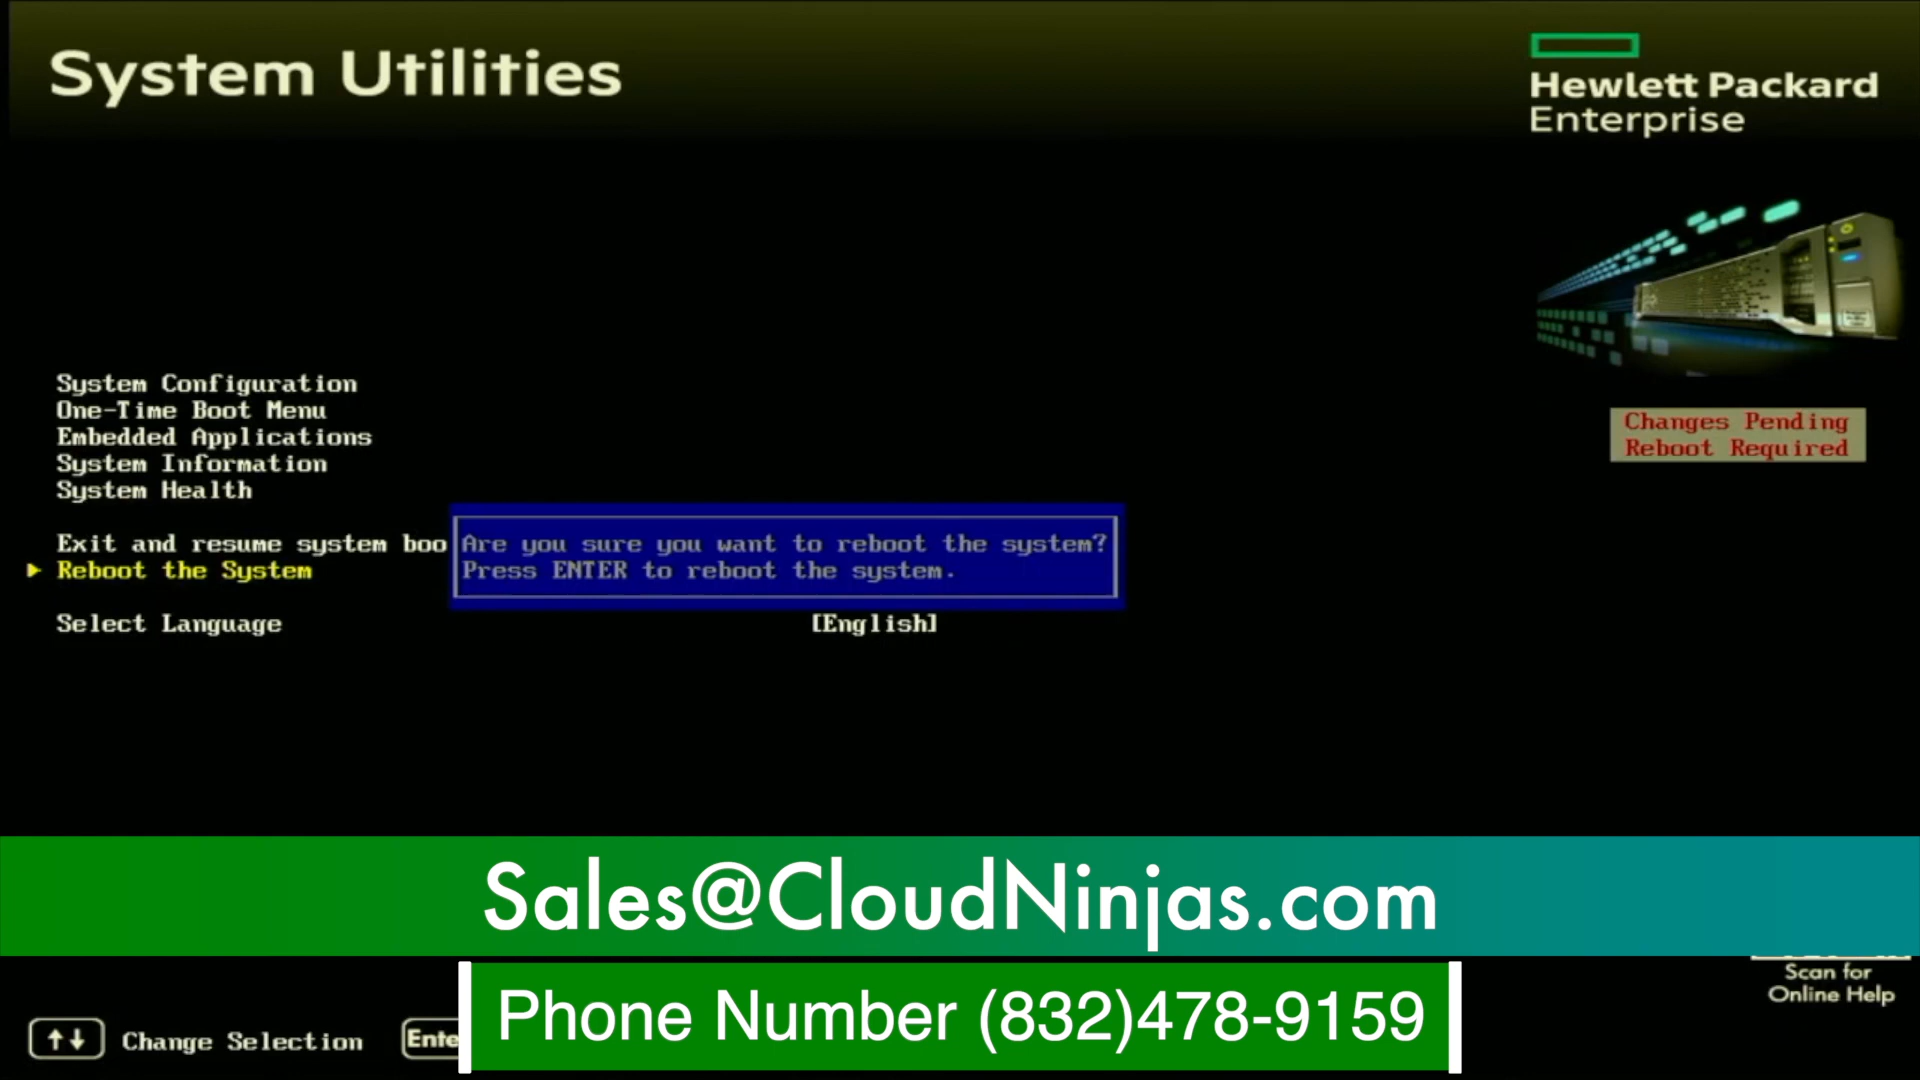 System Utilities
Hewlett Packard
Enterprise
System Configuration
One-Time Boot Menu
Embedded Applications
System Information
System Health
Changes Pending
Reboot Required
Exit and resume system boo
Reboot the System
Are you sure you want to reboot the system?
Press ENTER to reboot the system.
Select Language [English]
Sales@CloudNinjas.com
Phone Number (832)478-9159
Scan for
Online Help
↑↓ Change Selection Ente